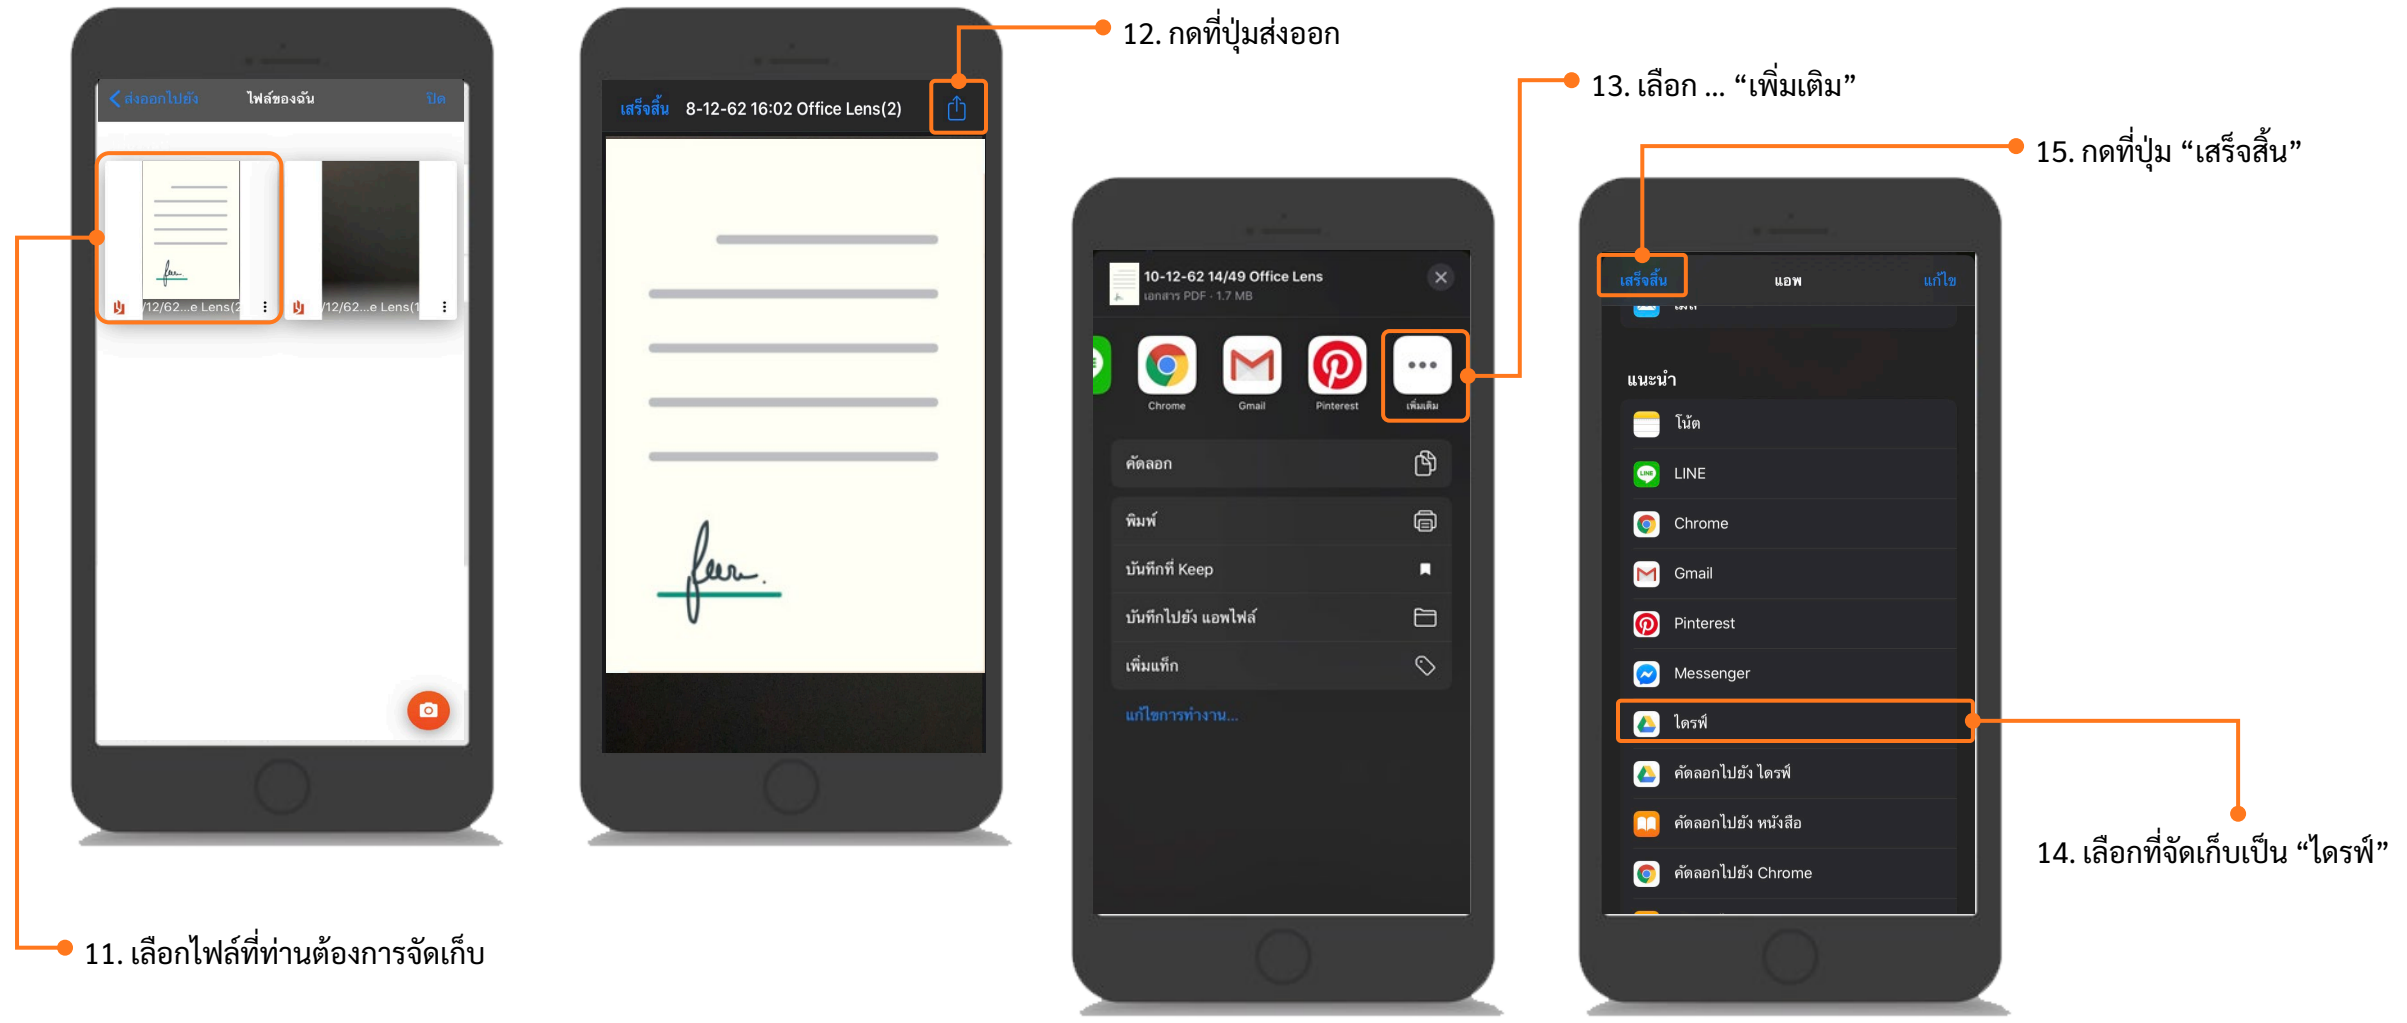 12. กดที่ปุ่มส่งออก
13. เลือก ... “เพิ่มเติม”
15. กดที่ปุ่ม “เสร็จสิ้น”
ส่งออกไปยัง ไฟล์ของฉัน ปิด
/12/62...e Lens(2
/12/62...e Lens(1
11. เลือกไฟล์ที่ท่านต้องการจัดเก็บ
เสร็จสิ้น 8-12-62 16:02 Office Lens(2)
10-12-62 14/49 Office Lens
เอกสาร PDF - 1.7 MB
Chrome Gmail Pinterest เพิ่มเติม
คัดลอก
พิมพ์
บันทึกที่ Keep
บันทึกไปยัง แอพไฟล์
เพิ่มแท็ก
แก้ไขการทำงาน...
เสร็จสิ้น แอพ แก้ไข
แนะนำ
โน้ต
LINE
Chrome
Gmail
Pinterest
Messenger
ไดรฟ์
คัดลอกไปยัง ไดรฟ์
คัดลอกไปยัง หนังสือ
คัดลอกไปยัง Chrome
14. เลือกที่จัดเก็บเป็น “ไดรฟ์”